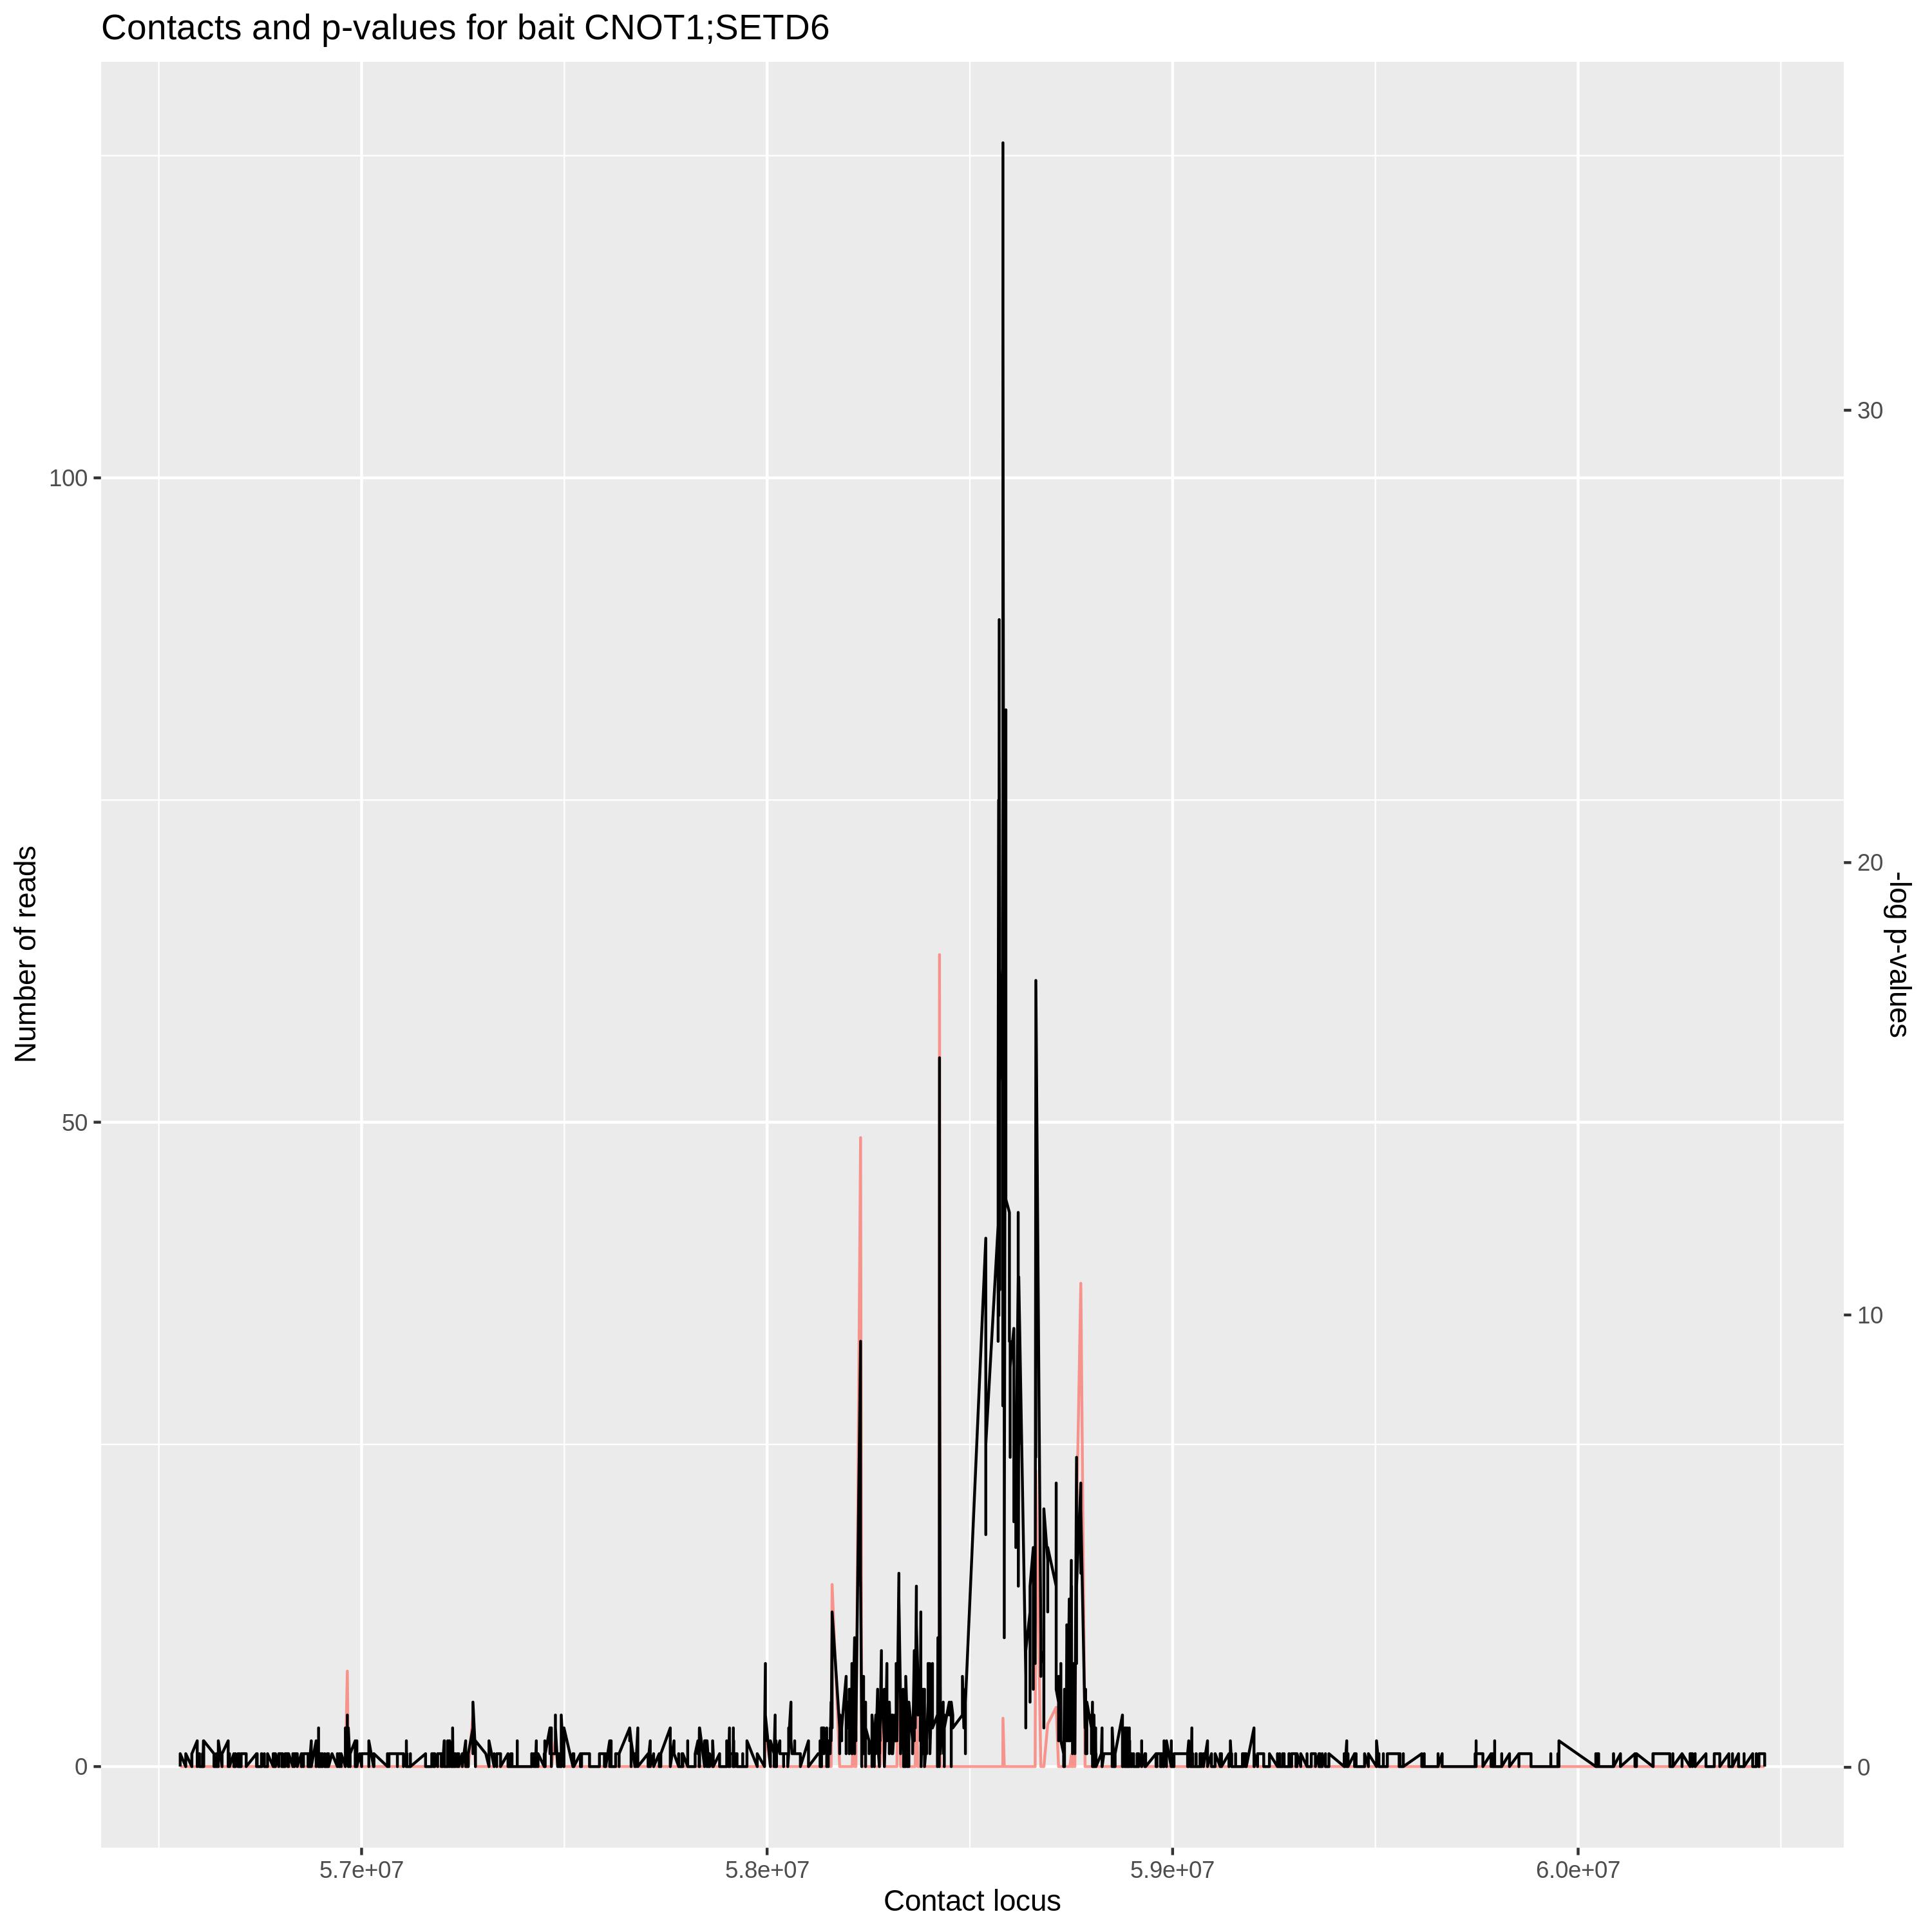 Contacts and p-values for bait CNOT1;SETD6
Number of reads
100
50
0
30
20
10
0
-log p-values
5.7e+07 5.8e+07 5.9e+07 6.0e+07
Contact locus